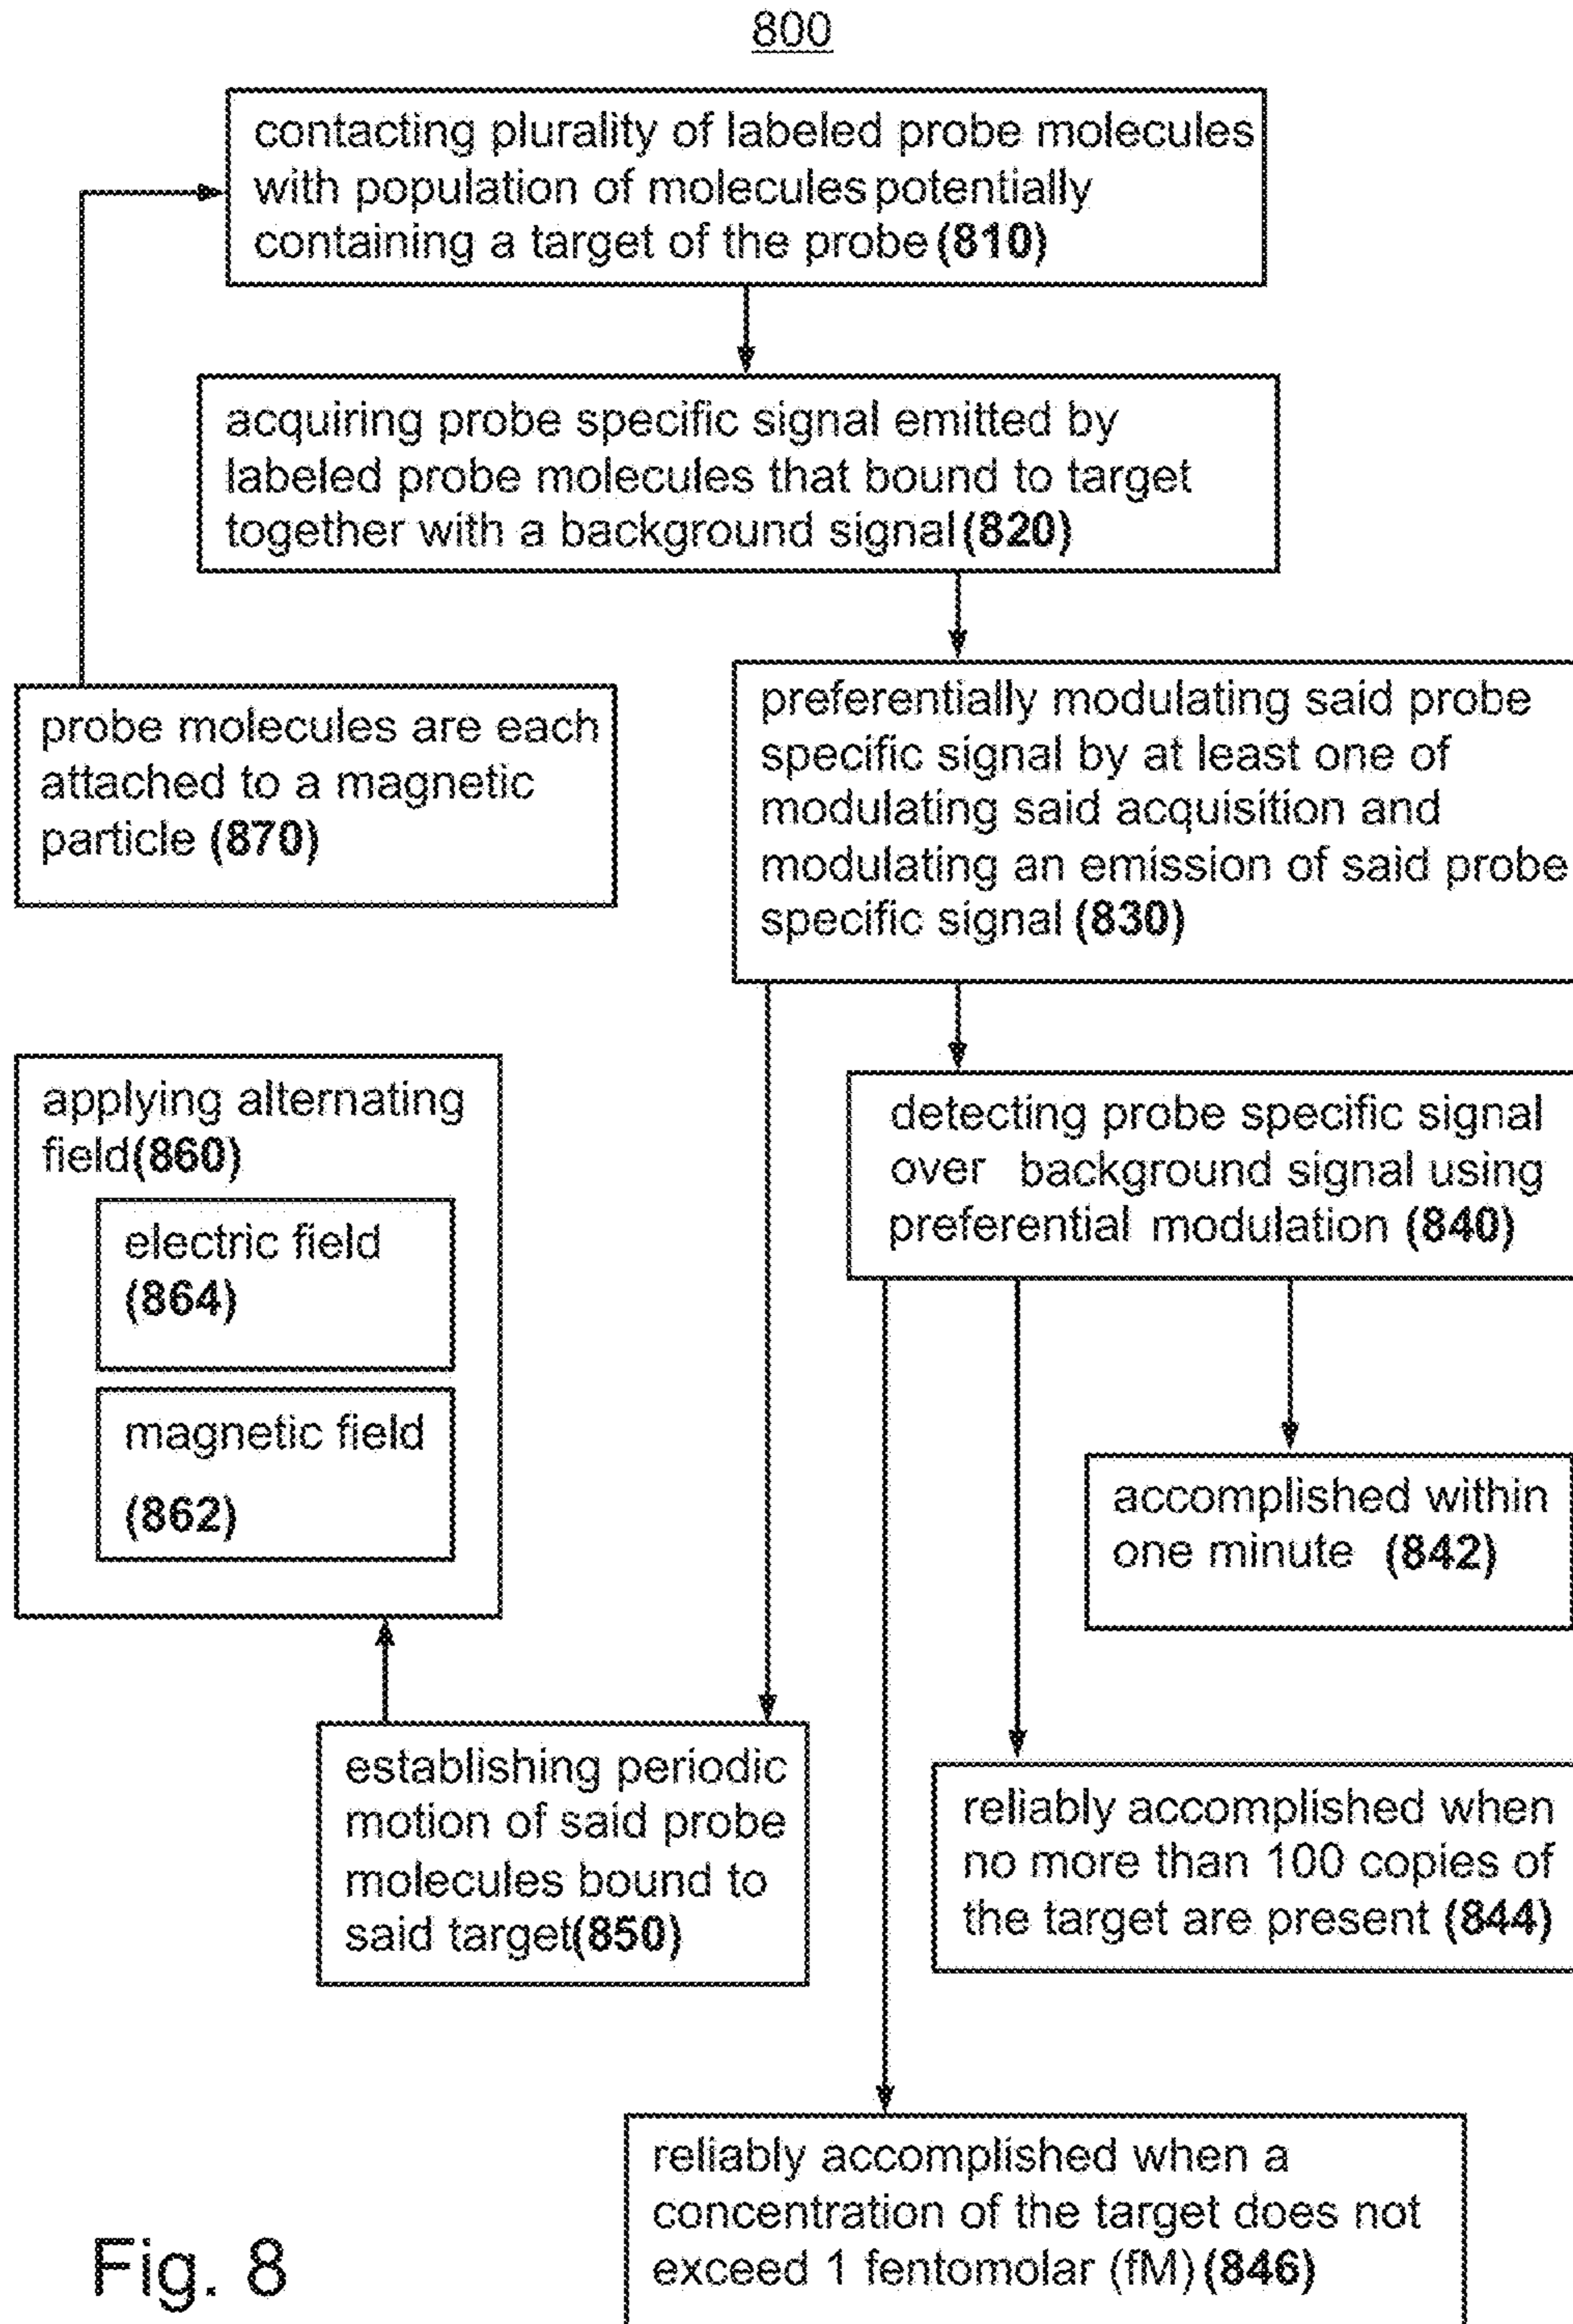 800
contacting plurality of labeled probe molecules
with population of molecules potentially
containing a target of the probe (810)
acquiring probe specific signal emitted by
labeled probe molecules that bound to target
together with a background signal (820)
probe molecules are each
attached to a magnetic
particle (870)
preferentially modulating said probe
specific signal by at least one of
modulating said acquisition and
modulating an emission of said probe
specific signal (830)
applying alternating
field(860)
electric field
(864)
magnetic field
(862)
detecting probe specific signal
over background signal using
preferential modulation (840)
accomplished within
one minute (842)
establishing periodic
motion of said probe
molecules bound to
said target(850)
reliably accomplished when
no more than 100 copies of
the target are present (844)
reliably accomplished when a
concentration of the target does not
exceed 1 fentomolar (fM) (846)
Fig. 8